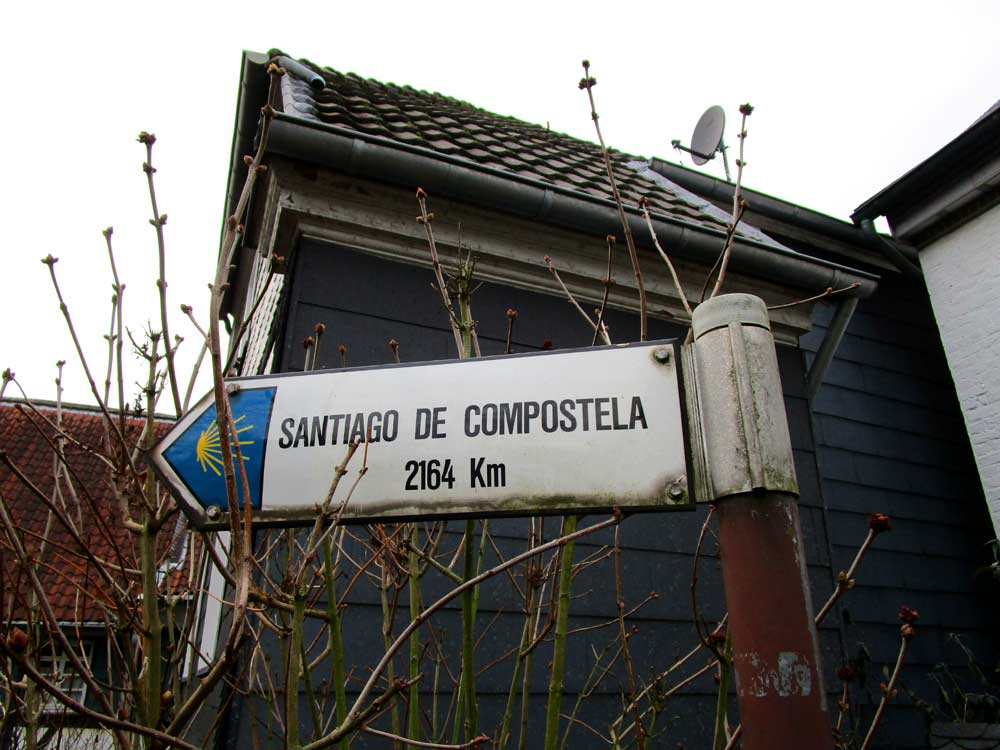 SANTIAGO DE COMPOSTELA
2164 Km